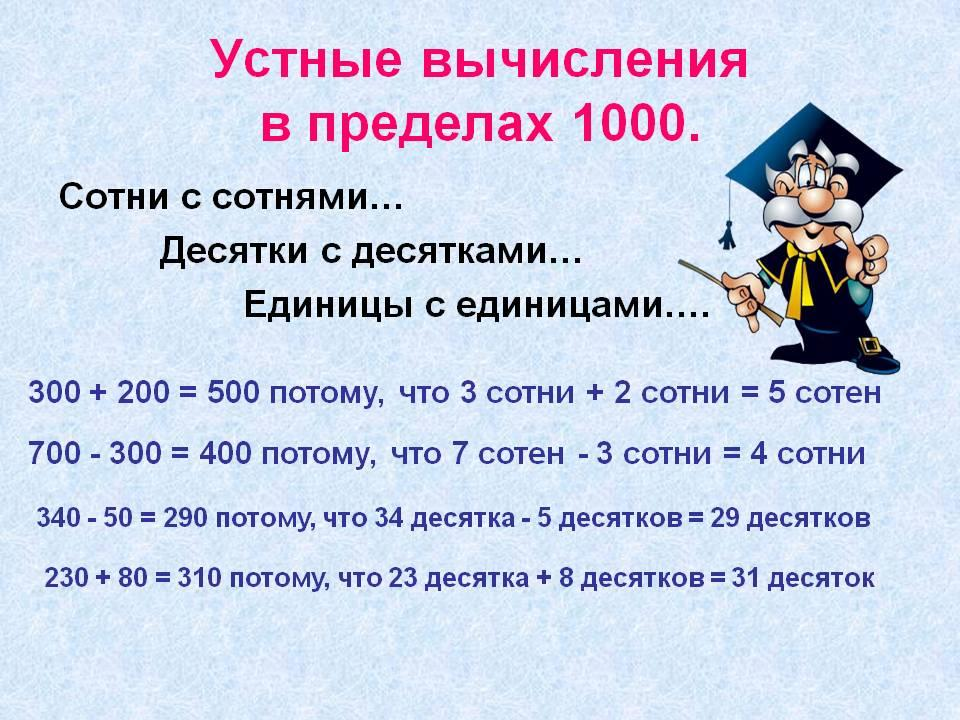 Устные вычисления
в пределах 1000.
Сотни с сотнями…
Десятки с десятками…
Единицы с единицами….
300 + 200 = 500 потому, что 3 сотни + 2 сотни = 5 сотен
700 - 300 = 400 потому, что 7 сотен - 3 сотни = 4 сотни
340 - 50 = 290 потому, что 34 десятка - 5 десятков = 29 десятков
230 + 80 = 310 потому, что 23 десятка + 8 десятков = 31 десяток